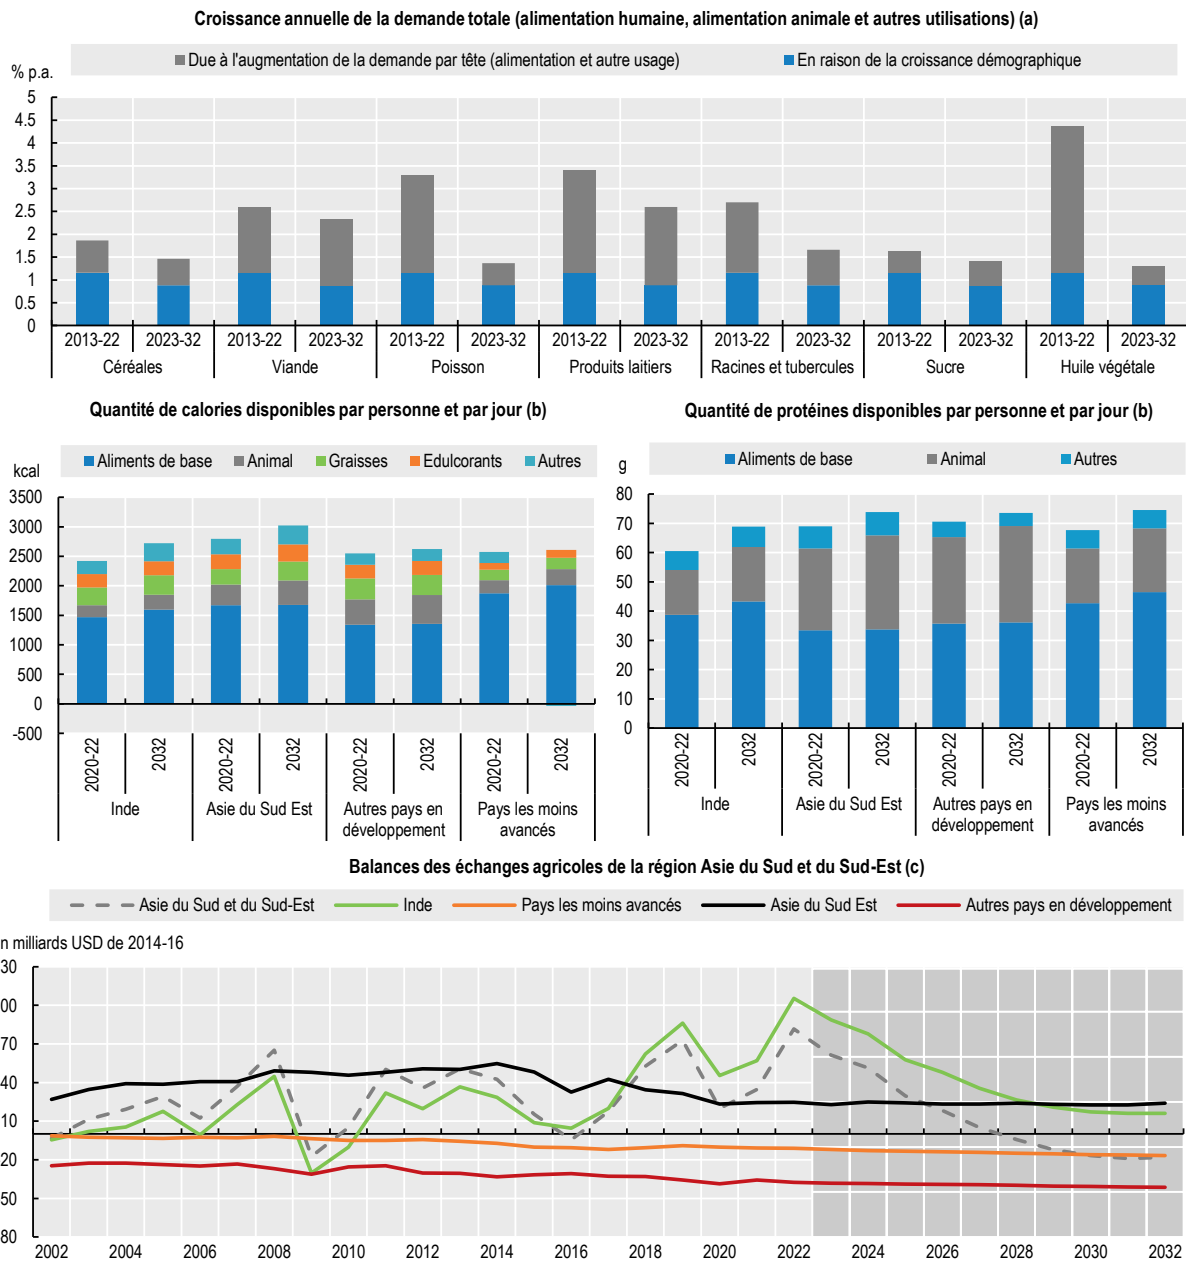 Croissance annuelle de la demande totale (alimentation humaine, alimentation animale et autres utilisations) (a)
Due à l'augmentation de la demande par tête (alimentation et autre usage) En raison de la croissance démographique
% p.a.
5
4.5
4
3.5
3
2.5
2
1.5
1
0.5
0
2013-22 2023-32 2013-22 2023-32 2013-22 2023-32 2013-22 2023-32 2013-22 2023-32 2013-22 2023-32 2013-22 2023-32
Céréales Viande Poisson Produits laitiers Racines et tubercules Sucre Huile végétale
Quantité de calories disponibles par personne et par jour (b)
Aliments de base Animal Graisses Edulcorants Autres
kcal
3500
3000
2500
2000
1500
1000
500
0
-500
2020-22 2032 2020-22 2032 2020-22 2032 2020-22 2032
Inde Asie du Sud Est Autres pays en Pays les moins
développement avancés
Quantité de protéines disponibles par personne et par jour (b)
Aliments de base Animal Autres
g
80
70
60
50
40
30
20
10
0
2020-22 2032 2020-22 2032 2020-22 2032 2020-22 2032
Inde Asie du Sud Est Autres pays en Pays les moins
développement avancés
Balances des échanges agricoles de la région Asie du Sud et du Sud-Est (c)
Asie du Sud et du Sud-Est Inde Pays les moins avancés Asie du Sud Est Autres pays en développement
n milliards USD de 2014-16
30
00
70
40
10
20
50
80
2002 2004 2006 2008 2010 2012 2014 2016 2018 2020 2022 2024 2026 2028 2030 2032